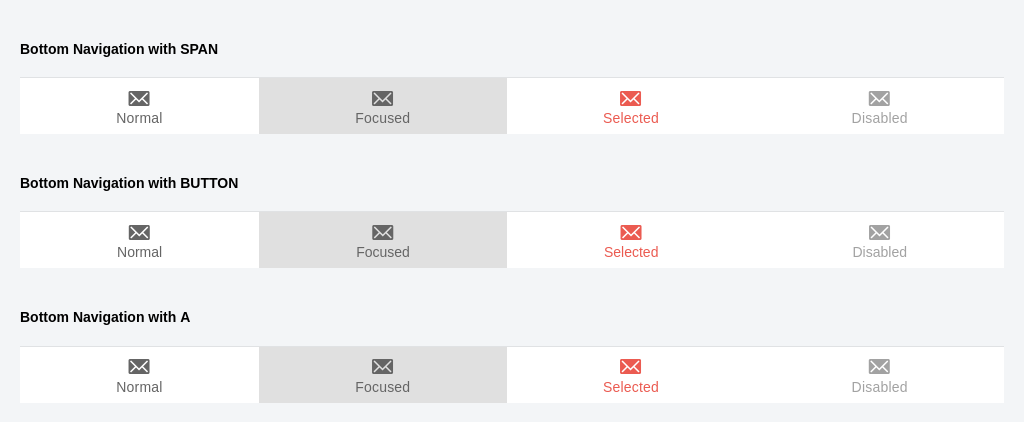 Bottom Navigation with SPAN
Normal Focused Selected Disabled
Bottom Navigation with BUTTON
Normal Focused Selected Disabled
Bottom Navigation with A
Normal Focused Selected Disabled